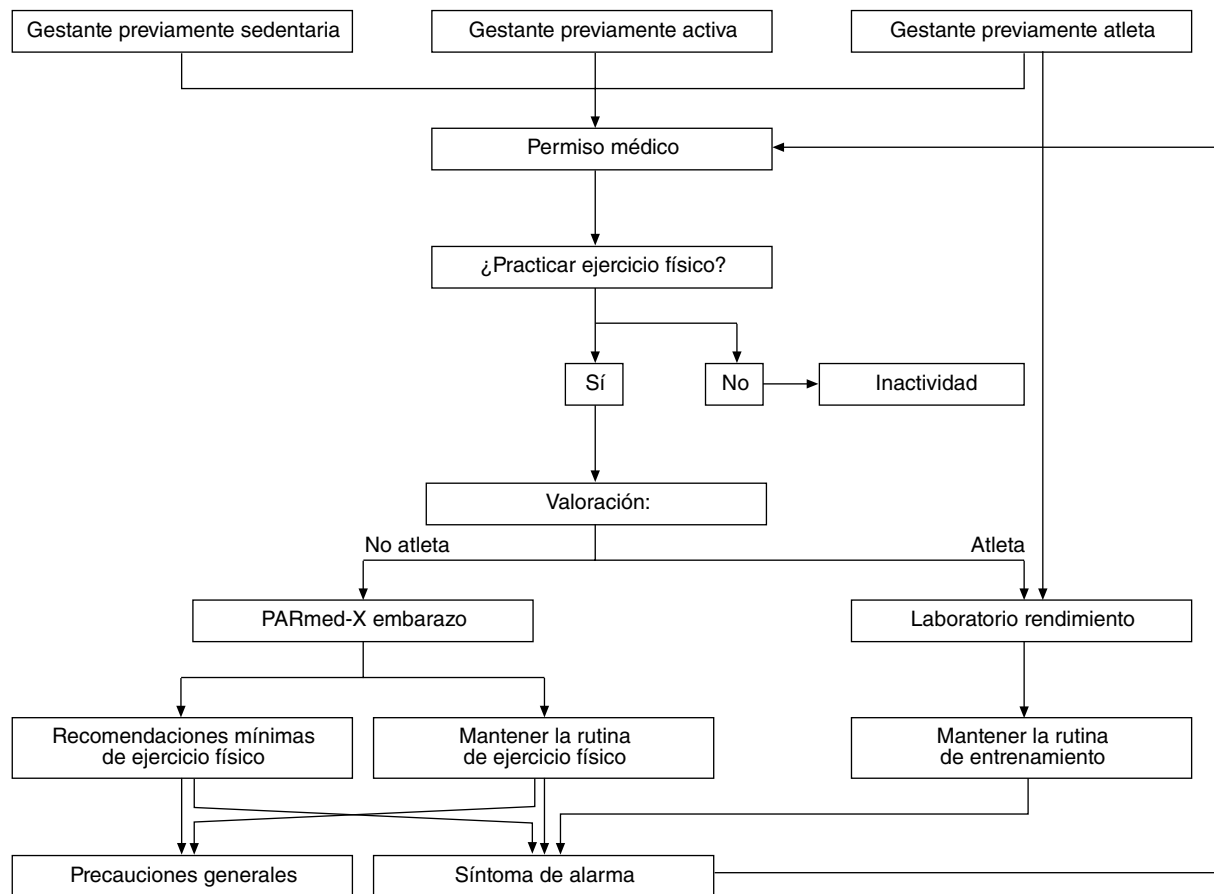 Gestante previamente sedentaria
Gestante previamente activa
Gestante previamente atleta
Permiso médico
¿Practicar ejercicio físico?
Sí
No
Inactividad
Valoración:
No atleta
Atleta
PARmed-X embarazo
Laboratorio rendimiento
Recomendaciones mínimas
de ejercicio físico
Mantener la rutina
de ejercicio físico
Mantener la rutina
de entrenamiento
Precauciones generales
Síntoma de alarma